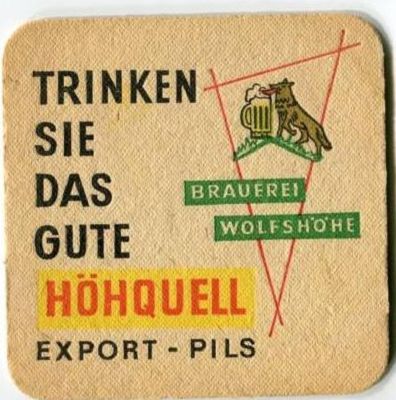 TRINKEN
SIE
DAS
GUTE
HÖHQUELL
EXPORT - PILS
BRAUEREI
WOLFSHÖHE